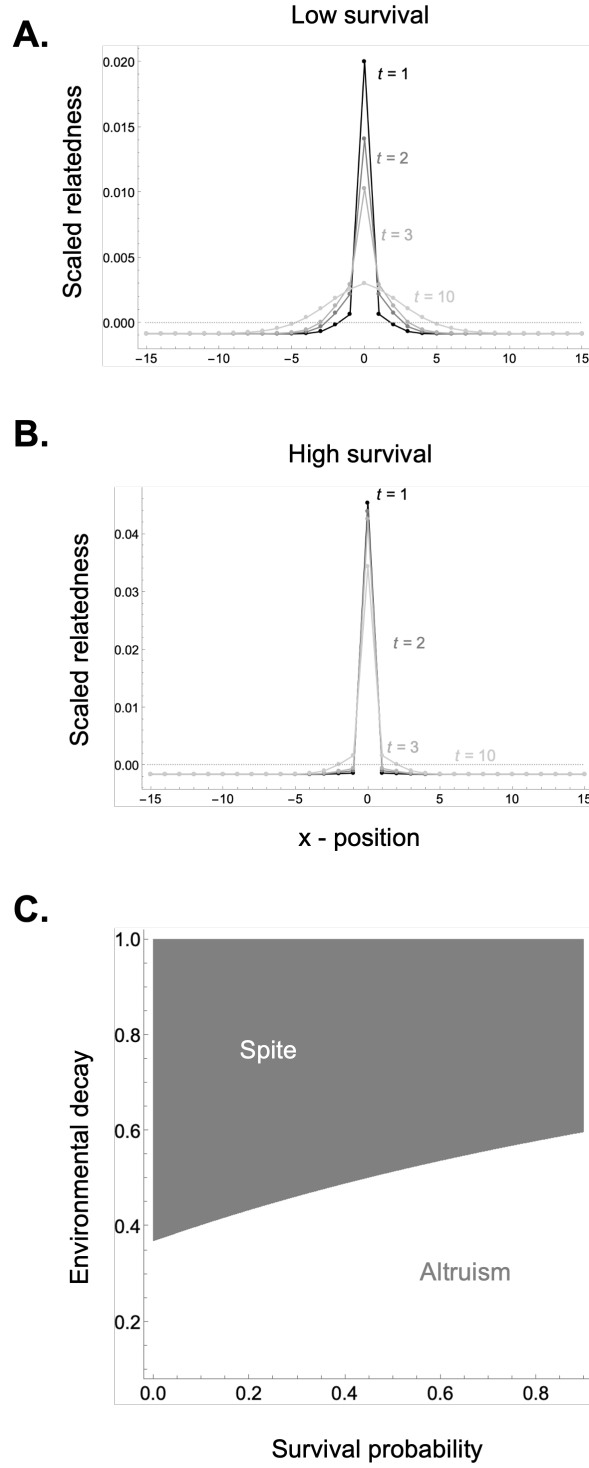 A.
Low survival
Scaled relatedness
0.020
0.015
0.010
0.005
0.000
t = 1
t = 2
t = 3
t = 10
−15 −10 −5 0 5 10 15
B.
High survival
Scaled relatedness
0.04
0.03
0.02
0.01
0.00
t = 1
t = 2
t = 3
t = 10
−15 −10 −5 0 5 10 15
x - position
C.
Environmental decay
1.0
0.8
0.6
0.4
0.2
Spite
Altruism
0.0 0.2 0.4 0.6 0.8
Survival probability